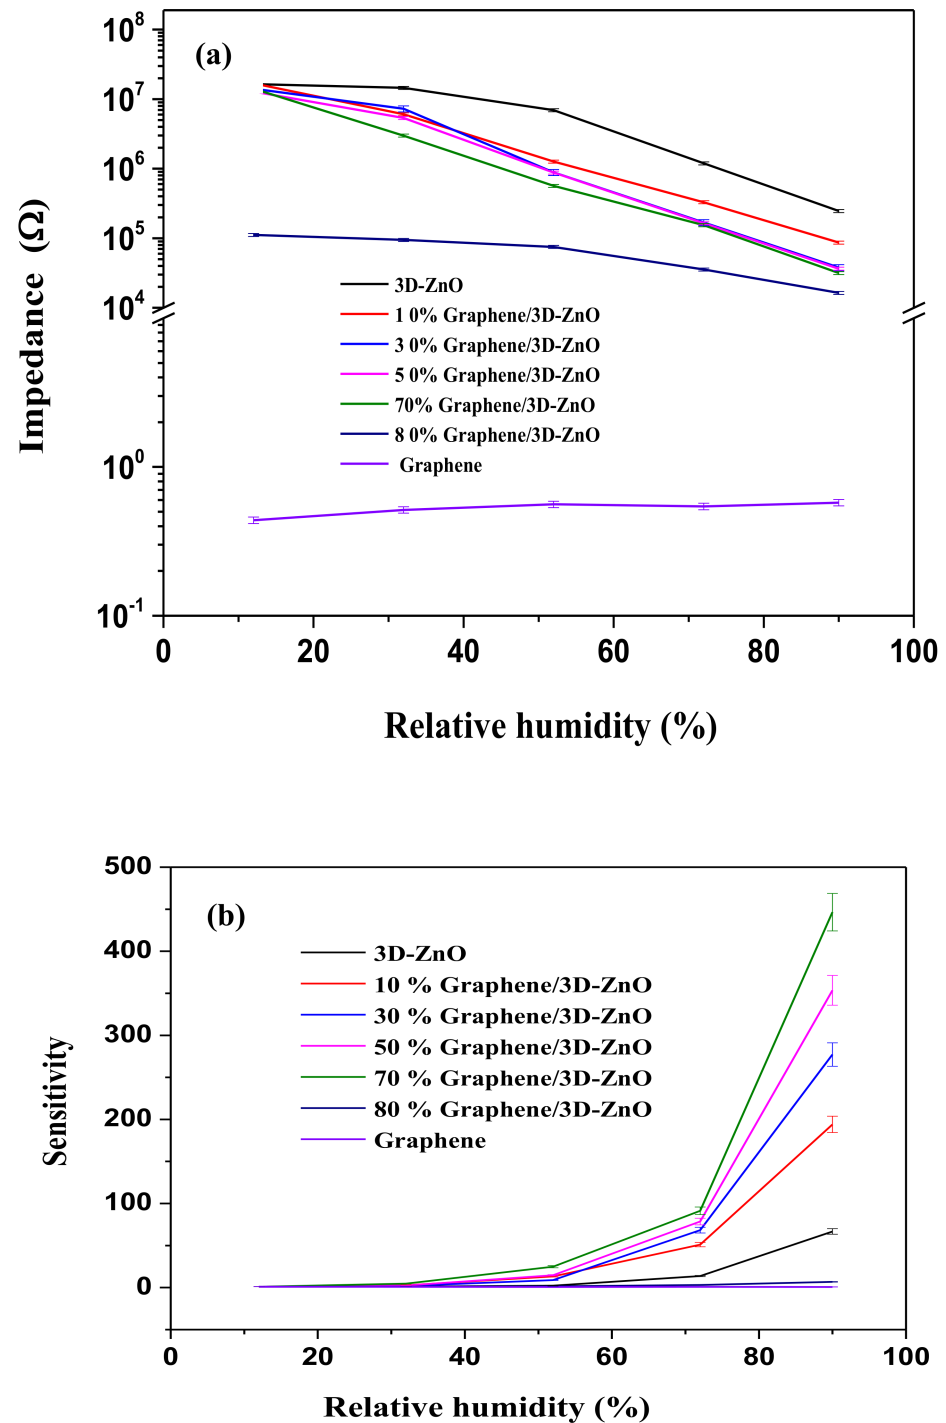 10^8
(a)
10^7
10^6
10^5
10^4
10^0
10^-1
Impedance (Ω)
3D-ZnO
1 0% Graphene/3D-ZnO
3 0% Graphene/3D-ZnO
5 0% Graphene/3D-ZnO
70% Graphene/3D-ZnO
8 0% Graphene/3D-ZnO
Graphene
0 20 40 60 80 100
Relative humidity (%)
500
400
300
200
100
0
Sensitivity
(b)
3D-ZnO
10 % Graphene/3D-ZnO
30 % Graphene/3D-ZnO
50 % Graphene/3D-ZnO
70 % Graphene/3D-ZnO
80 % Graphene/3D-ZnO
Graphene
0 20 40 60 80 100
Relative humidity (%)